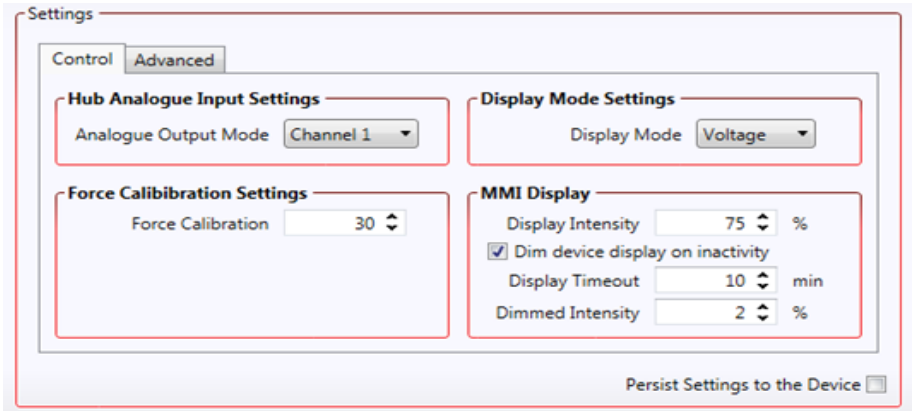 Settings
Control Advanced
Hub Analogue Input Settings
Analogue Output Mode Channel 1
Display Mode Settings
Display Mode Voltage
Force Calibibration Settings
Force Calibration 30
MMI Display
Display Intensity 75 %
Dim device display on inactivity
Display Timeout 10 min
Dimmed Intensity 2 %
Persist Settings to the Device